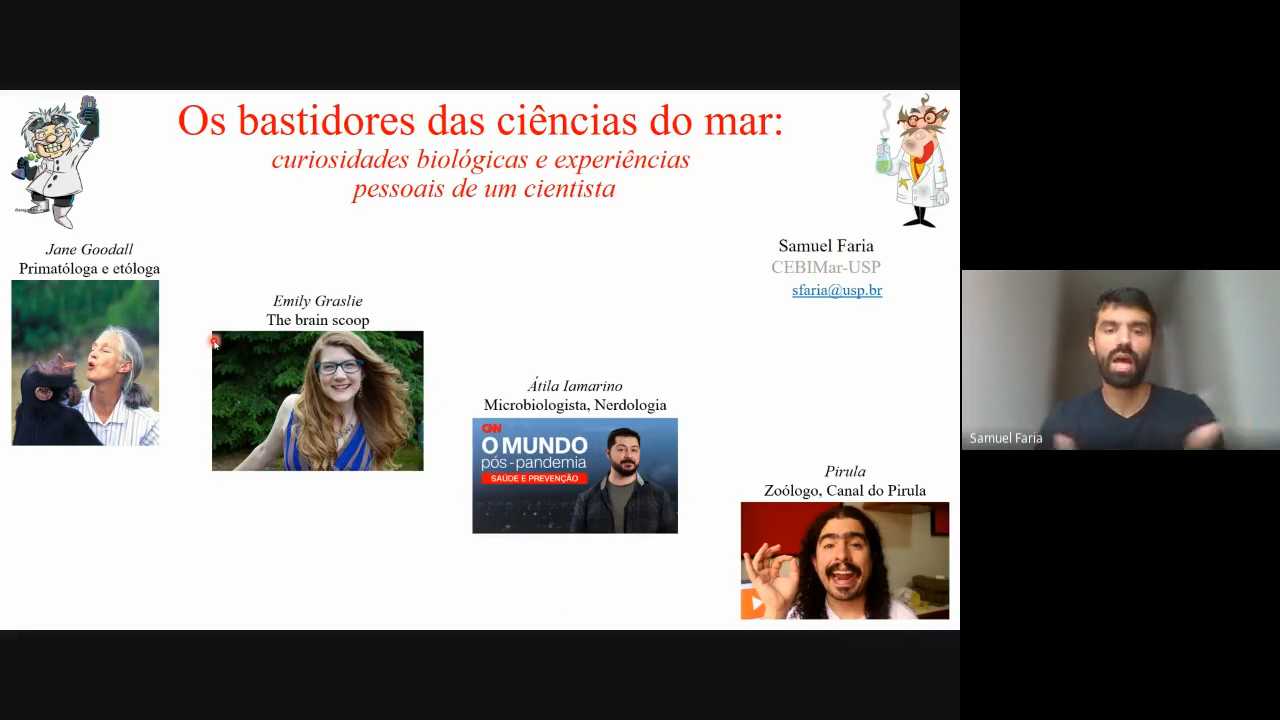 Os bastidores das ciências do mar:
curiosidades biológicas e experiências
pessoais de um cientista
Jane Goodall
Primatóloga e etóloga
Emily Graslie
The brain scoop
Átila Iamarino
Microbiologista, Nerdologia
CNN
O MUNDO
pós-pandemia
SAÚDE E PREVENÇÃO
Samuel Faria
CEBIMar-USP
sfaria@usp.br
Pirula
Zoólogo, Canal do Pirula
Samuel Faria